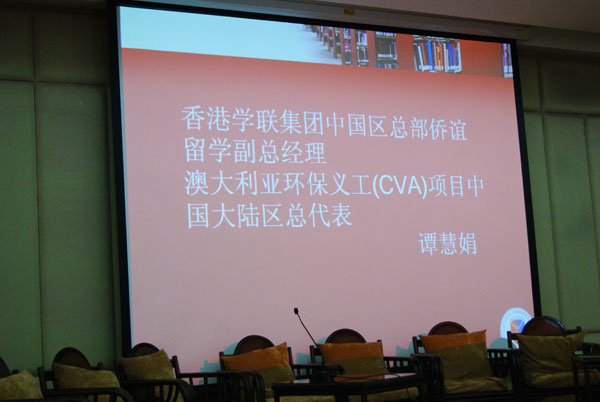 香港学联集团中国区总部侨谊
留学副总经理
澳大利亚环保义工(CVA)项目中
国大陆区总代表
谭慧娟